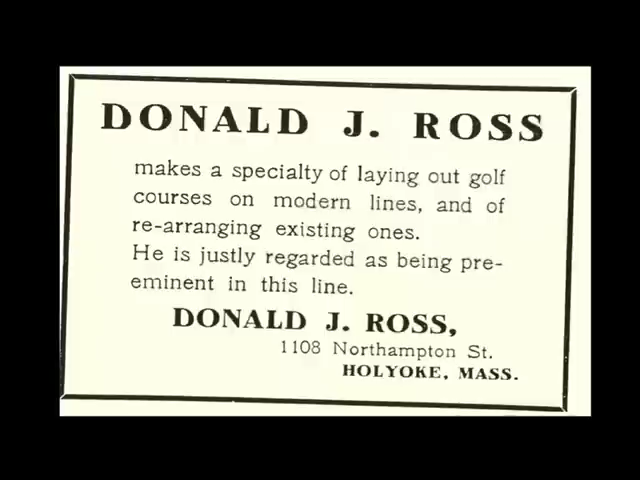 DONALD J. ROSS
makes a specialty of laying out golf
courses on modern lines, and of
re-arranging existing ones.
He is justly regarded as being pre-
eminent in this line.
DONALD J. ROSS,
1108 Northampton St.
HOLYOKE, MASS.